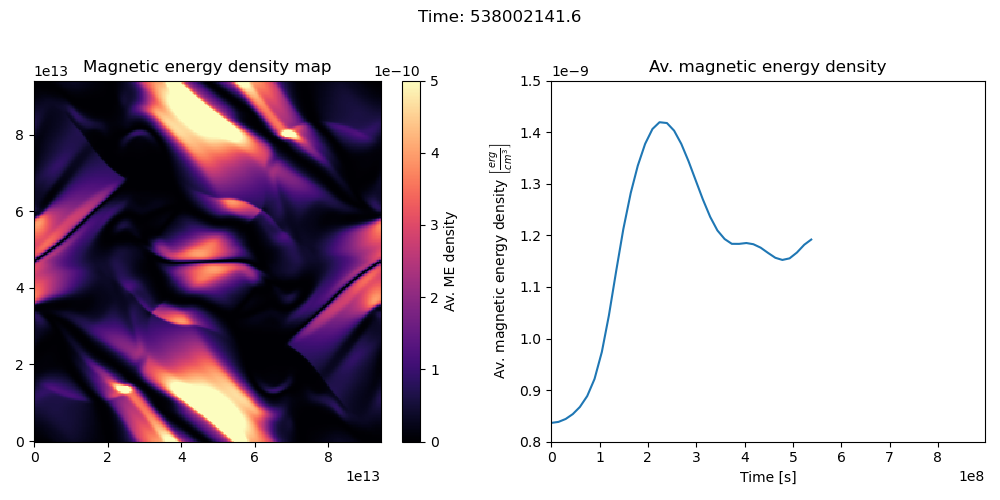 Time: 538002141.6
Magnetic energy density map
1e13
1e−10
8
6
4
2
0
0 2 4 6 8
1e13
5
4
3
2
1
0
Av. ME density
Av. magnetic energy density
1e−9
1.5
1.4
1.3
1.2
1.1
1.0
0.9
0.8
Av. magnetic energy density [erg/cm³]
0 1 2 3 4 5 6 7 8
Time [s]
1e8